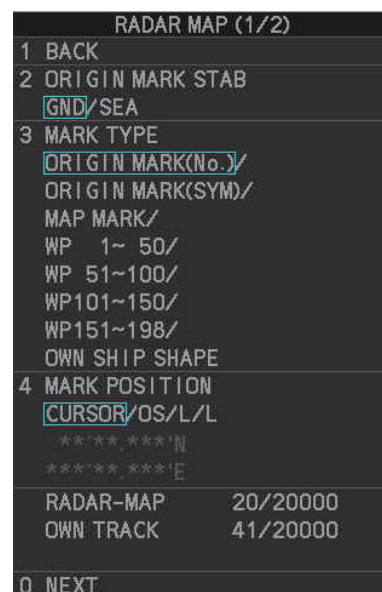 RADAR MAP (1/2)
1 BACK
2 ORIGIN MARK STAB
GND/SEA
3 MARK TYPE
ORIGIN MARK(No.)/
ORIGIN MARK(SYM)/
MAP MARK/
WP 1~ 50/
WP 51~100/
WP101~150/
WP151~198/
OWN SHIP SHAPE
4 MARK POSITION
CURSOR/OS/L/L
**'**.***'N
***'**.***'E
RADAR-MAP 20/20000
OWN TRACK 41/20000
0 NEXT